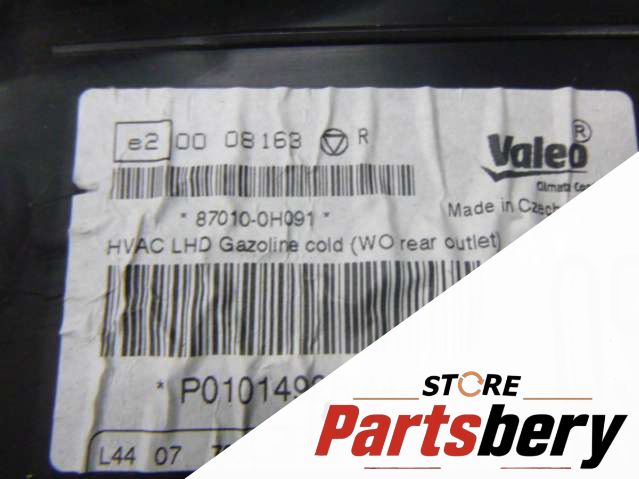 e2 00 08163 R
Valeo ®
* 87010-0H091 *
Made in Czech
HVAC LHD Gazoline cold (WO rear outlet)
* P010149
L44 07
STORE
Partsbery